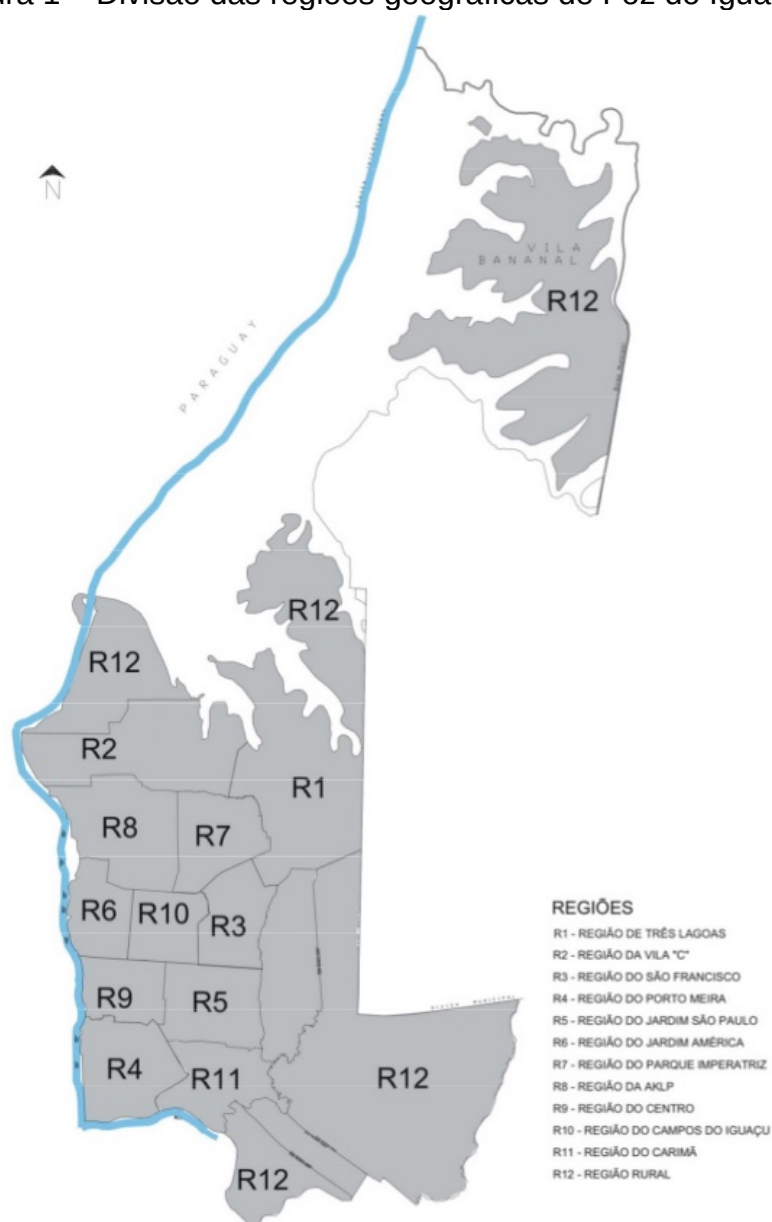 ura 1 – Divisão das regiões geográficas de Foz do Igua
N
VILA
BANANAL
R12
PARAGUAY
R12
R12
R2
R1
R8
R7
R6
R10
R3
R9
R5
R4
R11
R12
R12
REGIÕES
R1 - REGIÃO DE TRÊS LAGOAS
R2 - REGIÃO DA VILA "C"
R3 - REGIÃO DO SÃO FRANCISCO
R4 - REGIÃO DO PORTO MEIRA
R5 - REGIÃO DO JARDIM SÃO PAULO
R6 - REGIÃO DO JARDIM AMÉRICA
R7 - REGIÃO DO PARQUE IMPERATRIZ
R8 - REGIÃO DA AKLP
R9 - REGIÃO DO CENTRO
R10 - REGIÃO DO CAMPOS DO IGUAÇU
R11 - REGIÃO DO CARIMÃ
R12 - REGIÃO RURAL